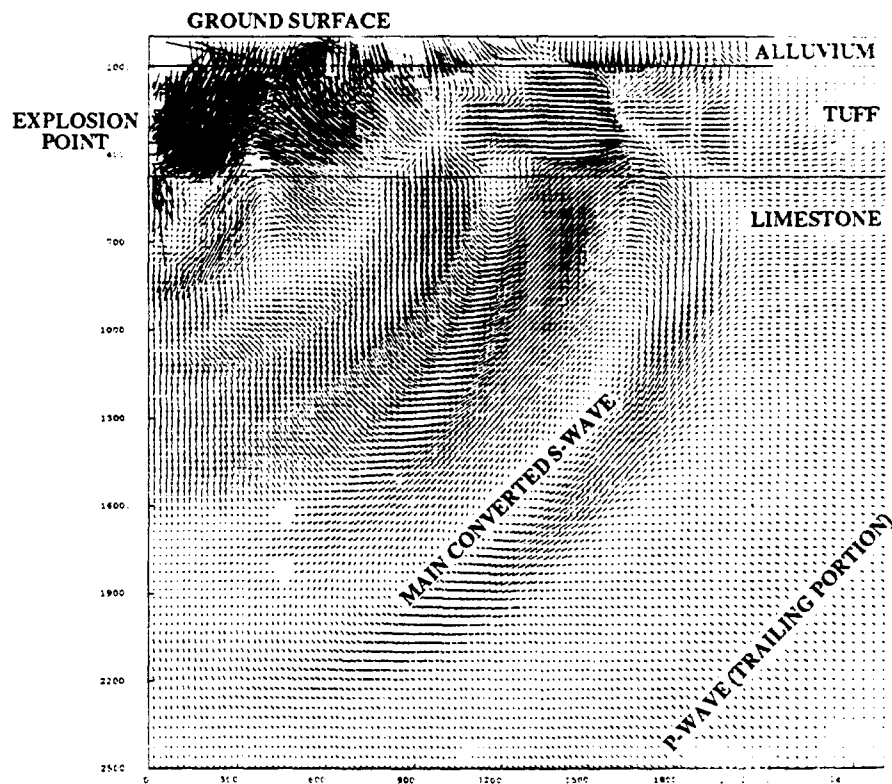 GROUND SURFACE
ALLUVIUM
100.
TUFF
EXPLOSION
POINT
LIMESTONE
700.
1000.
1300.
1600.
MAIN CONVERTED S-WAVE
P-WAVE (TRAILING PORTION)
1900.
2200.
2500
0 300 600 900 1200 1500 1800